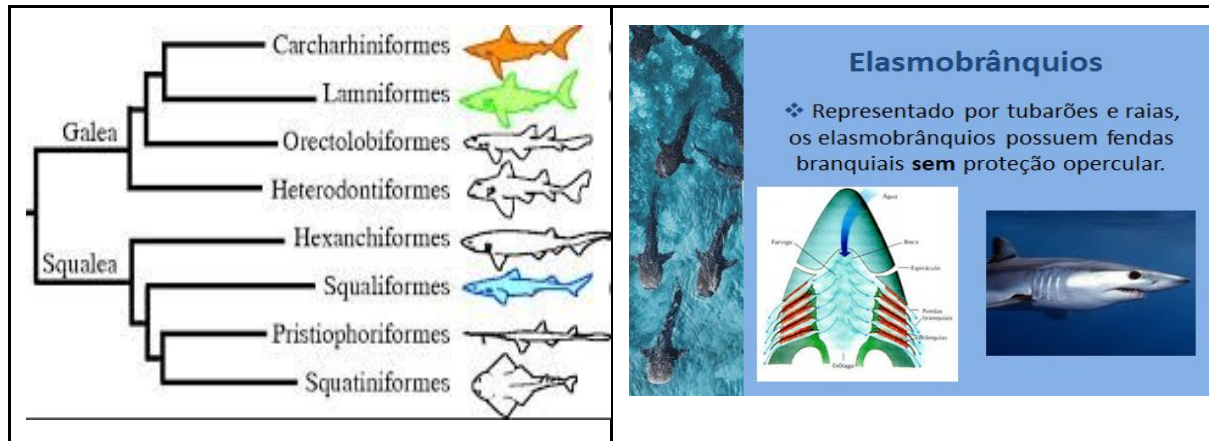 Carcharhiniformes
Lamniformes
Galea
Orectolobiformes
Heterodontiformes
Hexanchiformes
Squalea
Squaliformes
Pristiophoriformes
Squatiniformes
Elasmobrânquios
❖ Representado por tubarões e raias,
os elasmobrânquios possuem fendas
branquiais sem proteção opercular.
Água
Faringe
Boca
Espiráculo
Fendas
branquiais
Brânquias
Esôfago